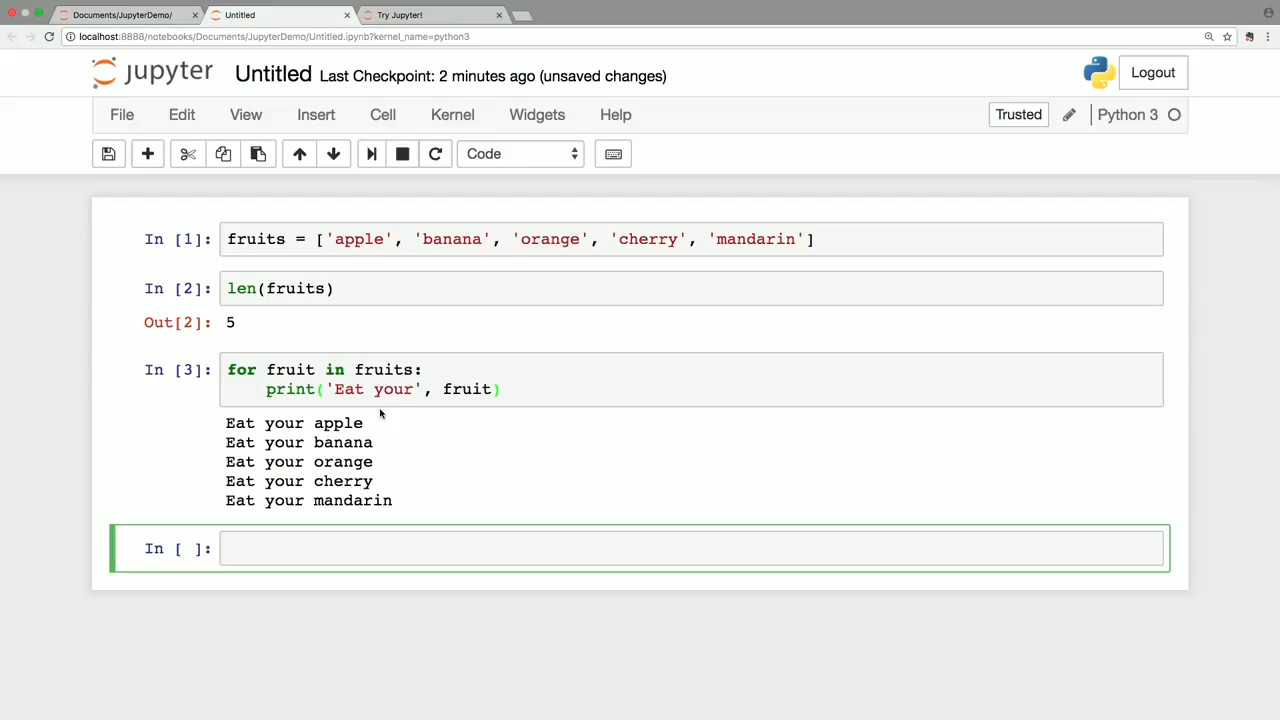 Documents/JupyterDemo/ Untitled Try Jupyter!
localhost:8888/notebooks/Documents/JupyterDemo/Untitled.ipynb?kernel_name=python3
jupyter Untitled Last Checkpoint: 2 minutes ago (unsaved changes) Logout
File Edit View Insert Cell Kernel Widgets Help Trusted Python 3
Code
In [1]: fruits = ['apple', 'banana', 'orange', 'cherry', 'mandarin']
In [2]: len(fruits)
Out[2]: 5
In [3]: for fruit in fruits:
print('Eat your', fruit)
Eat your apple
Eat your banana
Eat your orange
Eat your cherry
Eat your mandarin
In [ ]: